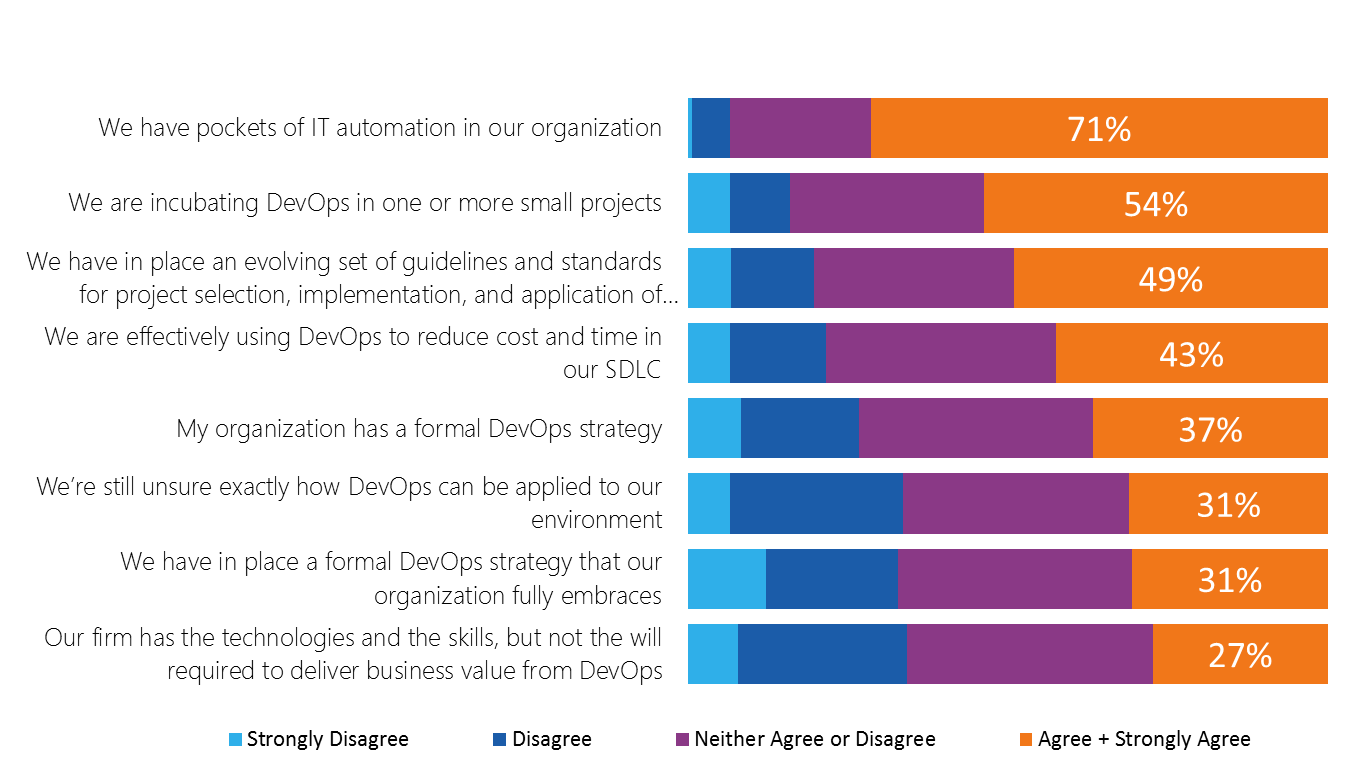 We have pockets of IT automation in our organization
71%
We are incubating DevOps in one or more small projects
54%
We have in place an evolving set of guidelines and standards
for project selection, implementation, and application of...
49%
We are effectively using DevOps to reduce cost and time in
our SDLC
43%
My organization has a formal DevOps strategy
37%
We’re still unsure exactly how DevOps can be applied to our
environment
31%
We have in place a formal DevOps strategy that our
organization fully embraces
31%
Our firm has the technologies and the skills, but not the will
required to deliver business value from DevOps
27%
Strongly Disagree Disagree Neither Agree or Disagree Agree + Strongly Agree